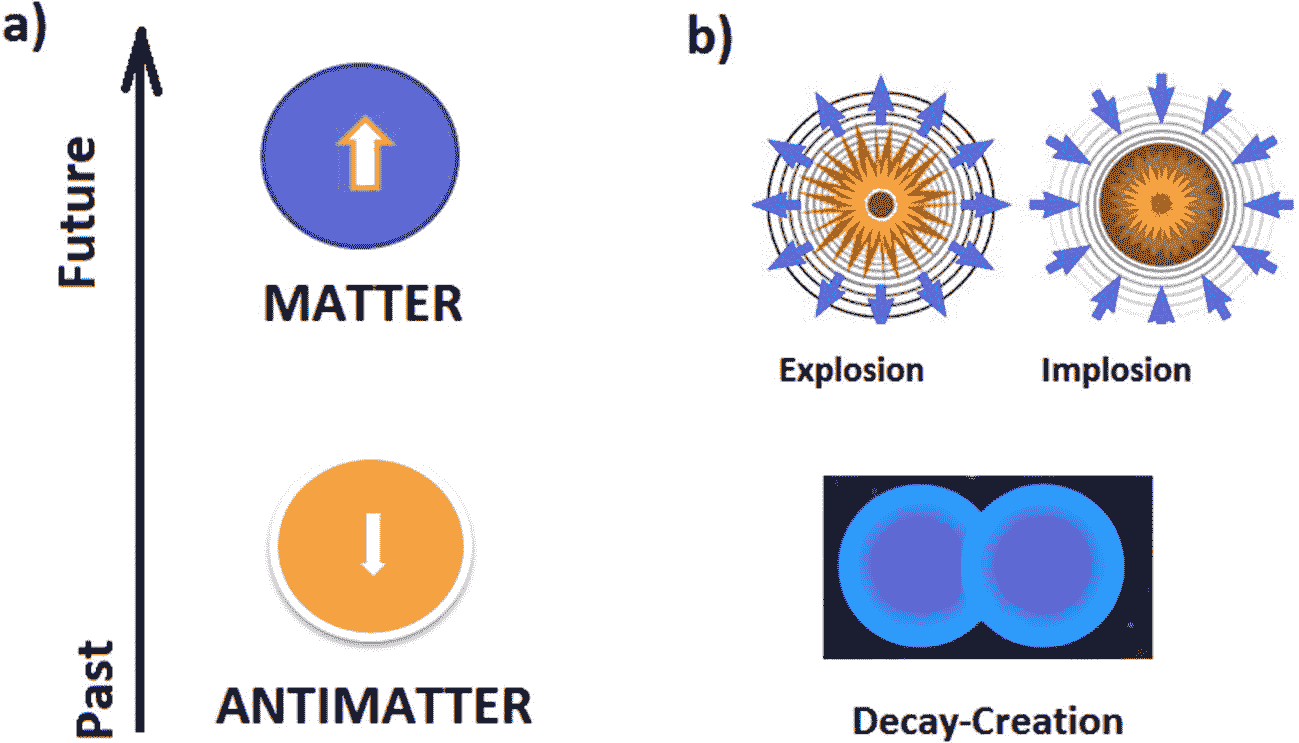 a)
Future
MATTER
Past
ANTIMATTER
b)
Explosion
Implosion
Decay-Creation